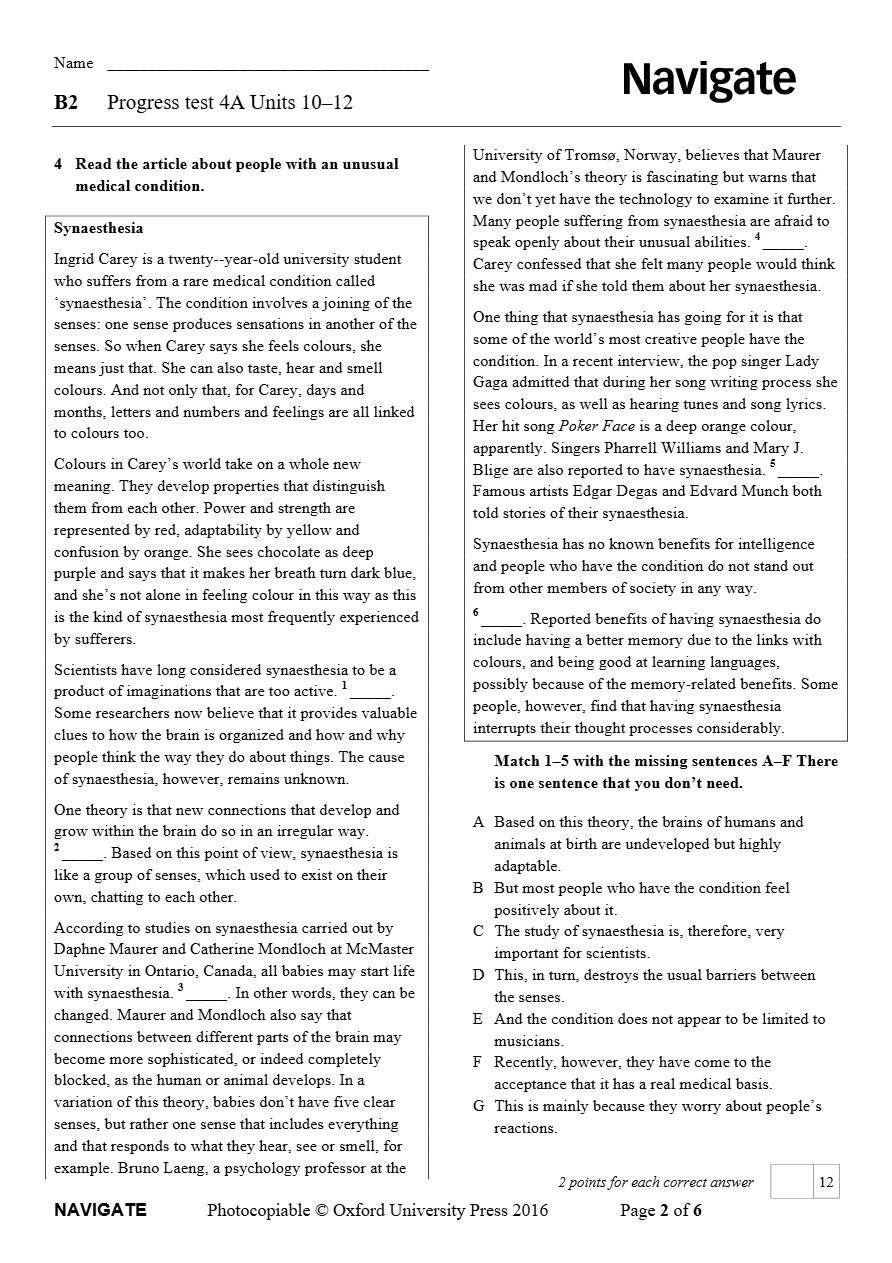 Name ________________________________________
Navigate
B2 Progress test 4A Units 10–12
4 Read the article about people with an unusual
medical condition.
Synaesthesia
Ingrid Carey is a twenty--year-old university student
who suffers from a rare medical condition called
‘synaesthesia’. The condition involves a joining of the
senses: one sense produces sensations in another of the
senses. So when Carey says she feels colours, she
means just that. She can also taste, hear and smell
colours. And not only that, for Carey, days and
months, letters and numbers and feelings are all linked
to colours too.
Colours in Carey’s world take on a whole new
meaning. They develop properties that distinguish
them from each other. Power and strength are
represented by red, adaptability by yellow and
confusion by orange. She sees chocolate as deep
purple and says that it makes her breath turn dark blue,
and she’s not alone in feeling colour in this way as this
is the kind of synaesthesia most frequently experienced
by sufferers.
Scientists have long considered synaesthesia to be a
product of imaginations that are too active. 1_____.
Some researchers now believe that it provides valuable
clues to how the brain is organized and how and why
people think the way they do about things. The cause
of synaesthesia, however, remains unknown.
One theory is that new connections that develop and
grow within the brain do so in an irregular way.
2_____. Based on this point of view, synaesthesia is
like a group of senses, which used to exist on their
own, chatting to each other.
According to studies on synaesthesia carried out by
Daphne Maurer and Catherine Mondloch at McMaster
University in Ontario, Canada, all babies may start life
with synaesthesia. 3_____. In other words, they can be
changed. Maurer and Mondloch also say that
connections between different parts of the brain may
become more sophisticated, or indeed completely
blocked, as the human or animal develops. In a
variation of this theory, babies don’t have five clear
senses, but rather one sense that includes everything
and that responds to what they hear, see or smell, for
example. Bruno Laeng, a psychology professor at the
University of Tromsø, Norway, believes that Maurer
and Mondloch’s theory is fascinating but warns that
we don’t yet have the technology to examine it further.
Many people suffering from synaesthesia are afraid to
speak openly about their unusual abilities. 4_____.
Carey confessed that she felt many people would think
she was mad if she told them about her synaesthesia.
One thing that synaesthesia has going for it is that
some of the world’s most creative people have the
condition. In a recent interview, the pop singer Lady
Gaga admitted that during her song writing process she
sees colours, as well as hearing tunes and song lyrics.
Her hit song Poker Face is a deep orange colour,
apparently. Singers Pharrell Williams and Mary J.
Blige are also reported to have synaesthesia. 5_____.
Famous artists Edgar Degas and Edvard Munch both
told stories of their synaesthesia.
Synaesthesia has no known benefits for intelligence
and people who have the condition do not stand out
from other members of society in any way.
6_____. Reported benefits of having synaesthesia do
include having a better memory due to the links with
colours, and being good at learning languages,
possibly because of the memory-related benefits. Some
people, however, find that having synaesthesia
interrupts their thought processes considerably.
Match 1–5 with the missing sentences A–F There
is one sentence that you don’t need.
A Based on this theory, the brains of humans and
animals at birth are undeveloped but highly
adaptable.
B But most people who have the condition feel
positively about it.
C The study of synaesthesia is, therefore, very
important for scientists.
D This, in turn, destroys the usual barriers between
the senses.
E And the condition does not appear to be limited to
musicians.
F Recently, however, they have come to the
acceptance that it has a real medical basis.
G This is mainly because they worry about people’s
reactions.
2 points for each correct answer 12
NAVIGATE Photocopiable © Oxford University Press 2016 Page 2 of 6